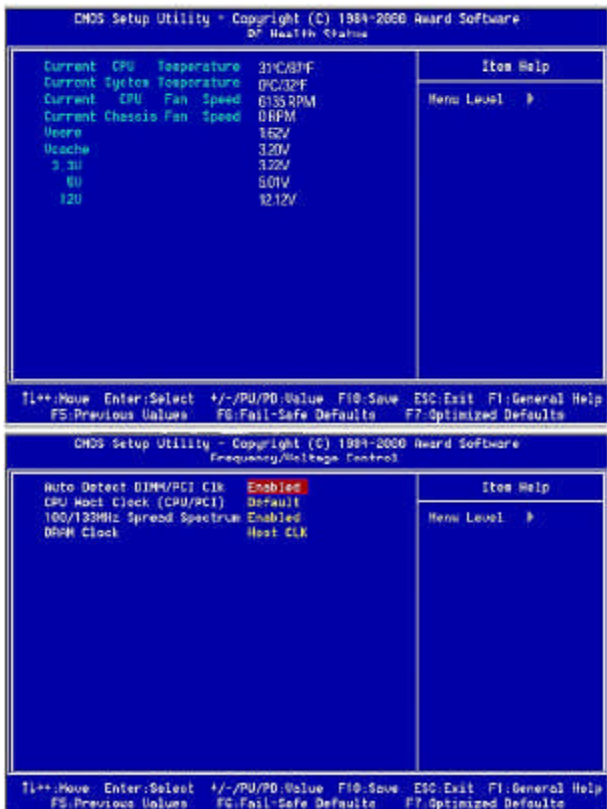 CMOS Setup Utility - Copyright (C) 1984-2000 Award Software
PC Health Status
Current CPU Temperature 31°C/87°F
Current System Temperature 0°C/32°F
Current CPU Fan Speed 6135 RPM
Current Chassis Fan Speed 0 RPM
Vcore 1.62V
Vcache 3.20V
3.3V 3.22V
5V 5.01V
12V 12.12V
Item Help
Menu Level ▶
↑↓←→:Move Enter:Select +/-/PU/PD:Value F10:Save ESC:Exit F1:General Help
F5:Previous Values F6:Fail-Safe Defaults F7:Optimized Defaults
CMOS Setup Utility - Copyright (C) 1984-2000 Award Software
Frequency/Voltage Control
Auto Detect DIMM/PCI Clk Enabled
CPU Host Clock (CPU/PCI) Default
100/133MHz Spread Spectrum Enabled
DRAM Clock Host CLK
Item Help
Menu Level ▶
↑↓←→:Move Enter:Select +/-/PU/PD:Value F10:Save ESC:Exit F1:General Help
F5:Previous Values F6:Fail-Safe Defaults F7:Optimized Defaults